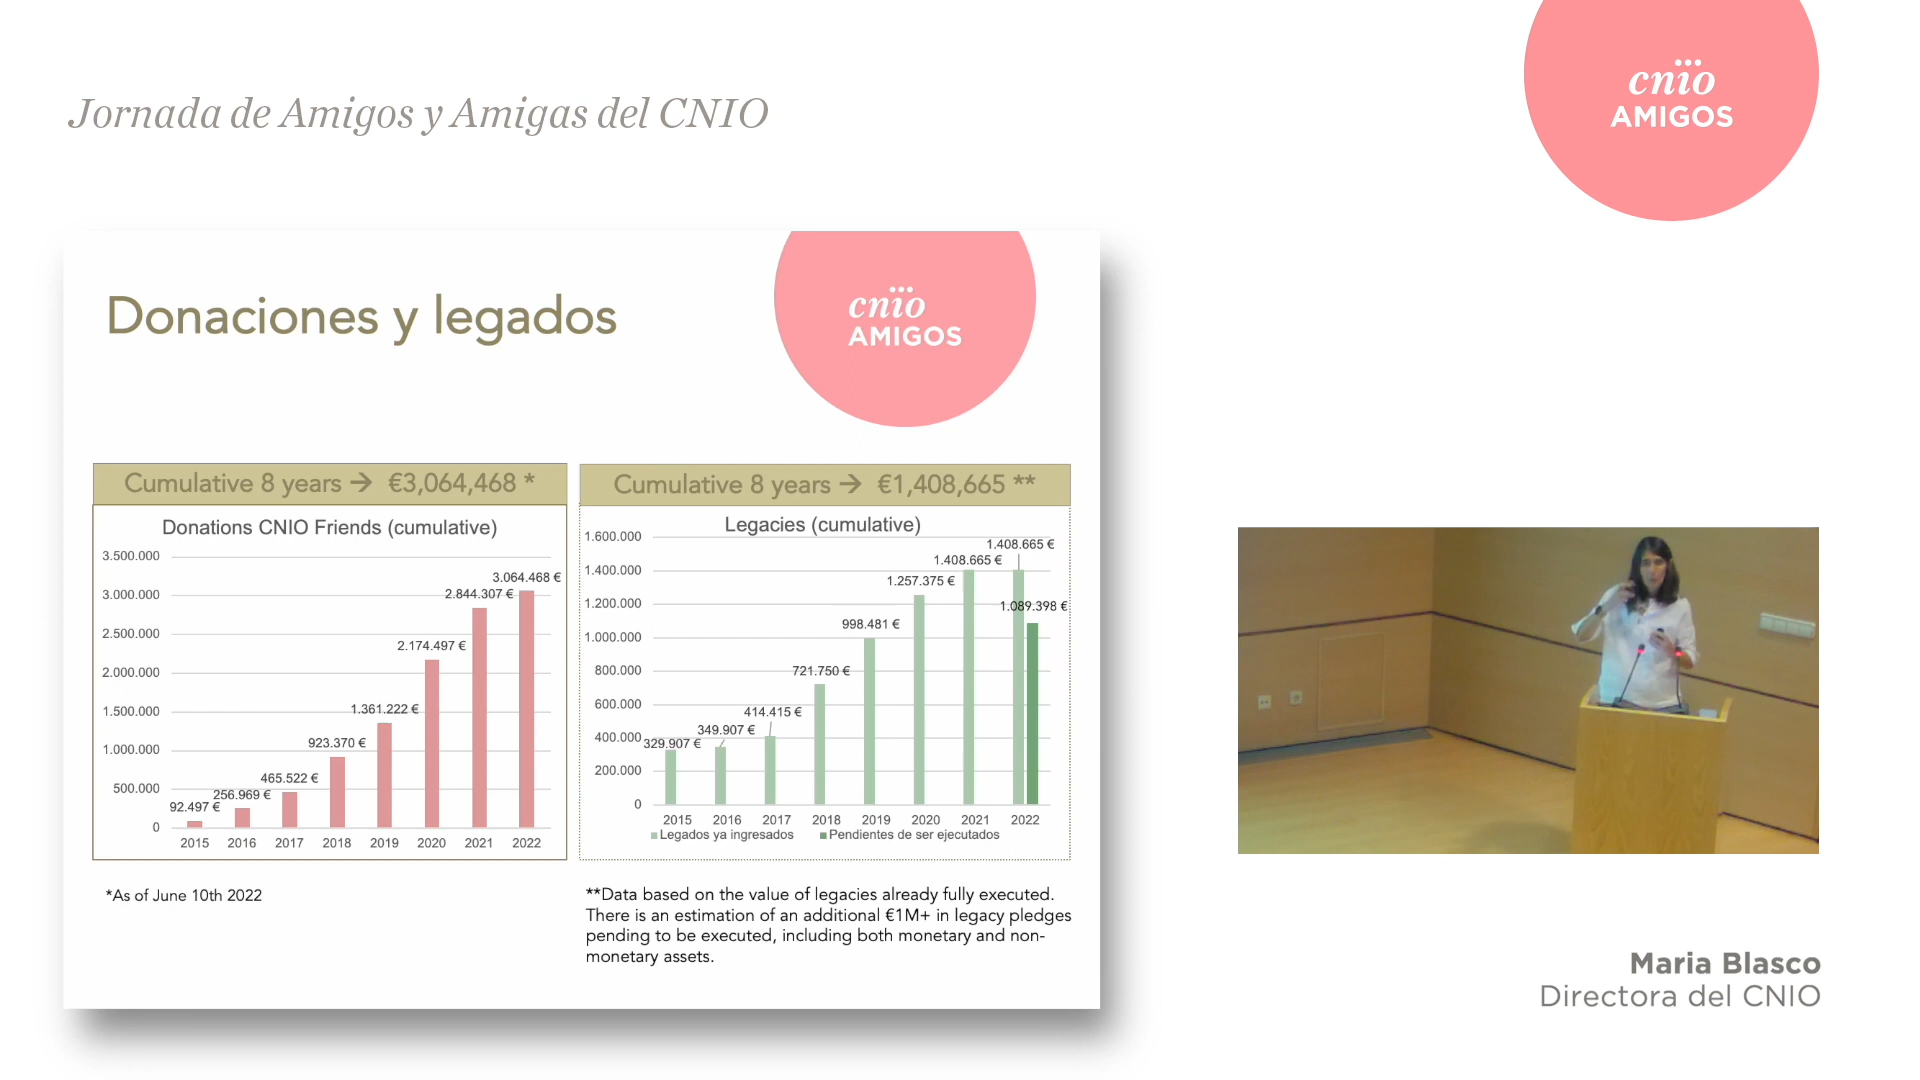 Jornada de Amigos y Amigas del CNIO
cnio
AMIGOS
Donaciones y legados
cnio
AMIGOS
Cumulative 8 years → €3,064,468 *
Donations CNIO Friends (cumulative)
3.500.000
3.000.000
2.500.000
2.000.000
1.500.000
1.000.000
500.000
0
92.497 €
256.969 €
465.522 €
923.370 €
1.361.222 €
2.174.497 €
2.844.307 €
3.064.468 €
2015 2016 2017 2018 2019 2020 2021 2022
*As of June 10th 2022
Cumulative 8 years → €1,408,665 **
Legacies (cumulative)
1.600.000
1.400.000
1.200.000
1.000.000
800.000
600.000
400.000
200.000
0
329.907 €
349.907 €
414.415 €
721.750 €
998.481 €
1.257.375 €
1.408.665 €
1.408.665 €
1.089.398 €
2015 2016 2017 2018 2019 2020 2021 2022
Legados ya ingresados Pendientes de ser ejecutados
**Data based on the value of legacies already fully executed.
There is an estimation of an additional €1M+ in legacy pledges
pending to be executed, including both monetary and non-
monetary assets.
Maria Blasco
Directora del CNIO